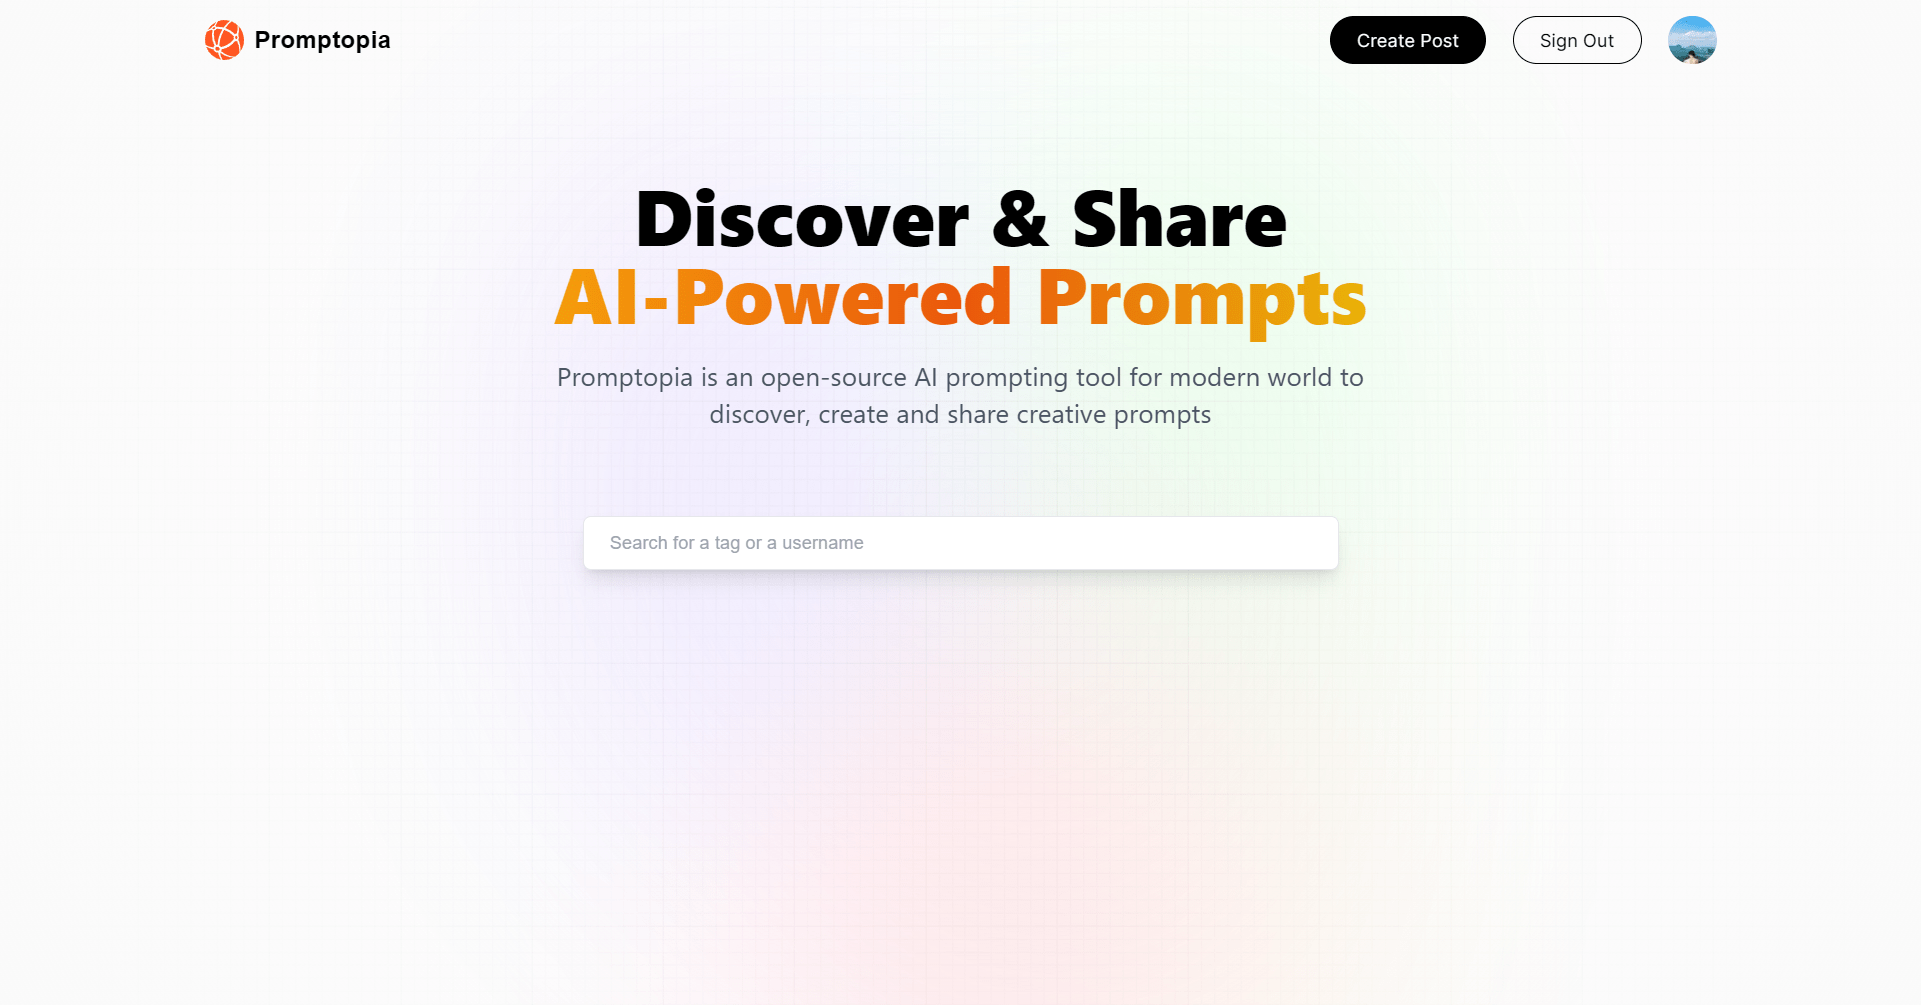 Promptopia
Create Post
Sign Out
Discover & Share
AI-Powered Prompts
Promptopia is an open-source AI prompting tool for modern world to
discover, create and share creative prompts
Search for a tag or a username